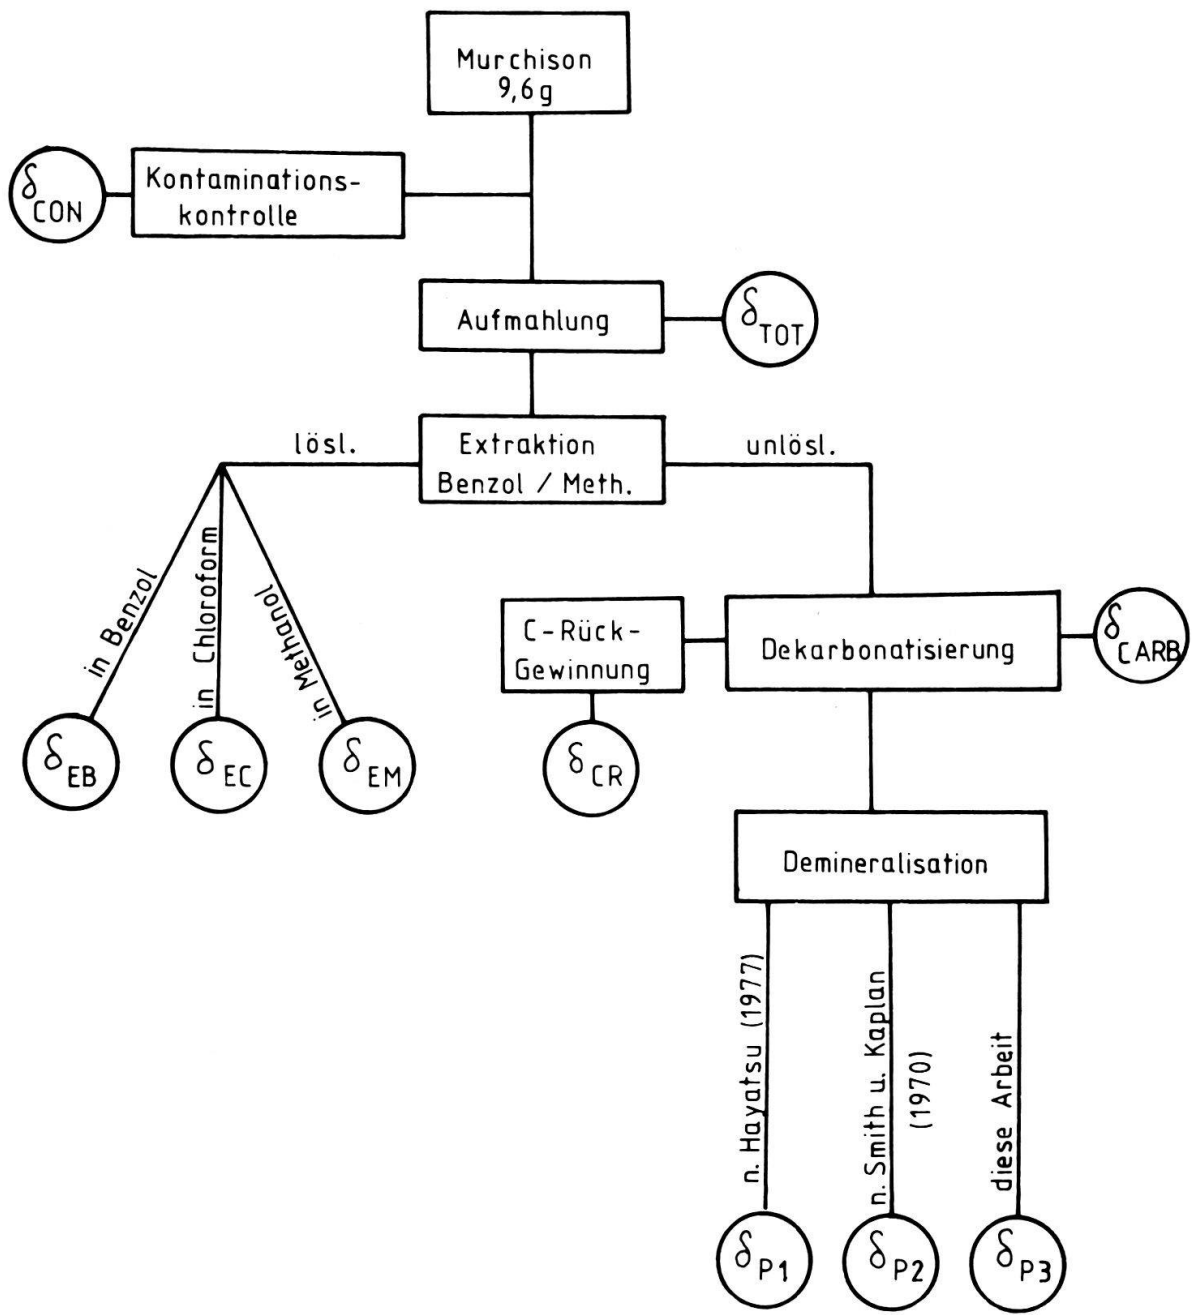 Murchison
9,6g
δCON
Kontaminations-
kontrolle
Aufmahlung
δTOT
lösl.
Extraktion
Benzol / Meth.
unlösl.
in Benzol
in Chloroform
in Methanol
C-Rück-
Gewinnung
Dekarbonatisierung
δCARB
δEB
δEC
δEM
δCR
Demineralisation
n. Hayatsu (1977)
n. Smith u. Kaplan
(1970)
diese Arbeit
δP1
δP2
δP3